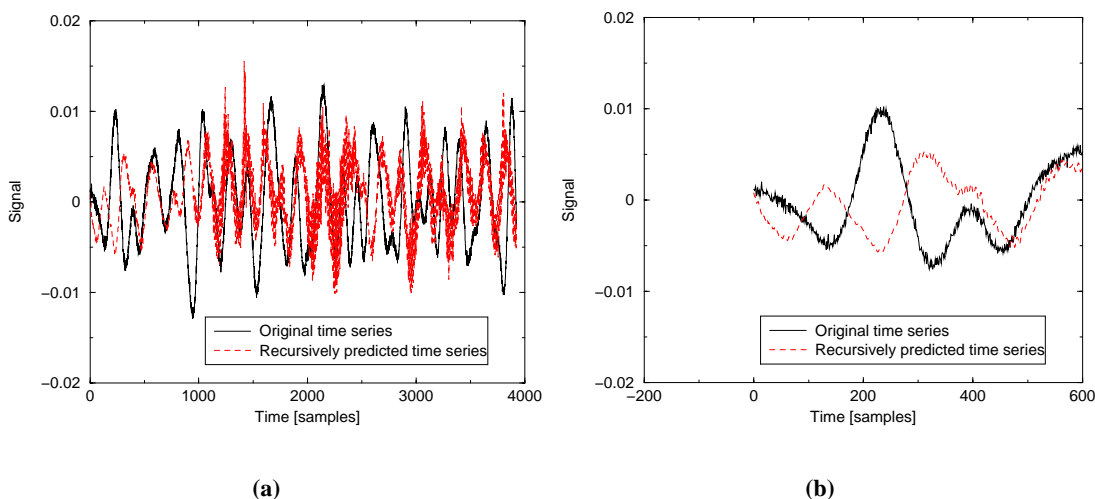 0.02
0.01
0
−0.01
−0.02
Signal
0 1000 2000 3000 4000
Time [samples]
Original time series
Recursively predicted time series
(a)
0.02
0.01
0
−0.01
−0.02
Signal
−200 0 200 400 600
Time [samples]
Original time series
Recursively predicted time series
(b)